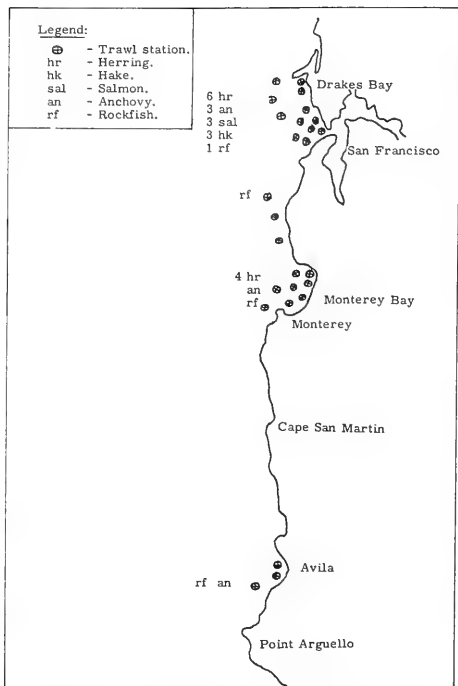 Legend:
- Trawl station.
hr - Herring.
hk - Hake.
sal - Salmon.
an - Anchovy.
rf - Rockfish.
Drakes Bay
6 hr
3 an
3 sal
3 hk
1 rf
San Francisco
rf
4 hr
an
rf
Monterey Bay
Monterey
Cape San Martin
Avila
rf an
Point Arguello